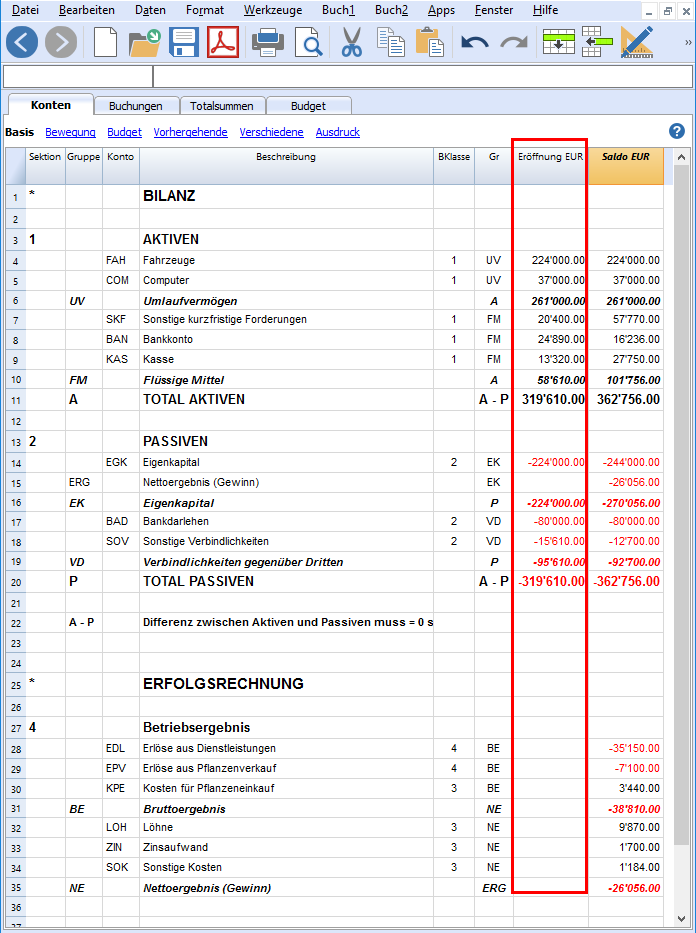 Datei Bearbeiten Daten Format Werkzeuge Buch1 Buch2 Apps Fenster Hilfe
Konten Buchungen Totalsummen Budget
Basis Bewegung Budget Vorhergehende Verschiedene Ausdruck
Sektion Gruppe Konto Beschreibung BKlasse Gr Eröffnung EUR Saldo EUR
1 * BILANZ
2
3 1 AKTIVEN
4 FAH Fahrzeuge 1 UV 224'000.00 224'000.00
5 COM Computer 1 UV 37'000.00 37'000.00
6 UV Umlaufvermögen A 261'000.00 261'000.00
7 SKF Sonstige kurzfristige Forderungen 1 FM 20'400.00 57'770.00
8 BAN Bankkonto 1 FM 24'890.00 16'236.00
9 KAS Kasse 1 FM 13'320.00 27'750.00
10 FM Flüssige Mittel A 58'610.00 101'756.00
11 A TOTAL AKTIVEN A - P 319'610.00 362'756.00
12
13 2 PASSIVEN
14 EGK Eigenkapital 2 EK -224'000.00 -244'000.00
15 ERG Nettoergebnis (Gewinn) EK -26'056.00
16 EK Eigenkapital P -224'000.00 -270'056.00
17 BAD Bankdarlehen 2 VD -80'000.00 -80'000.00
18 SOV Sonstige Verbindlichkeiten 2 VD -15'610.00 -12'700.00
19 VD Verbindlichkeiten gegenüber Dritten P -95'610.00 -92'700.00
20 P TOTAL PASSIVEN A - P -319'610.00 -362'756.00
21
22 A - P Differenz zwischen Aktiven und Passiven muss = 0 s
23
24
25 * ERFOLGSRECHNUNG
26
27 4 Betriebsergebnis
28 EDL Erlöse aus Dienstleistungen 4 BE -35'150.00
29 EPV Erlöse aus Pflanzenverkauf 4 BE -7'100.00
30 KPE Kosten für Pflanzeneinkauf 3 BE 3'440.00
31 BE Bruttoergebnis NE -38'810.00
32 LOH Löhne 3 NE 9'870.00
33 ZIN Zinsaufwand 3 NE 1'700.00
34 SOK Sonstige Kosten 3 NE 1'184.00
35 NE Nettoergebnis (Gewinn) ERG -26'056.00
36
37